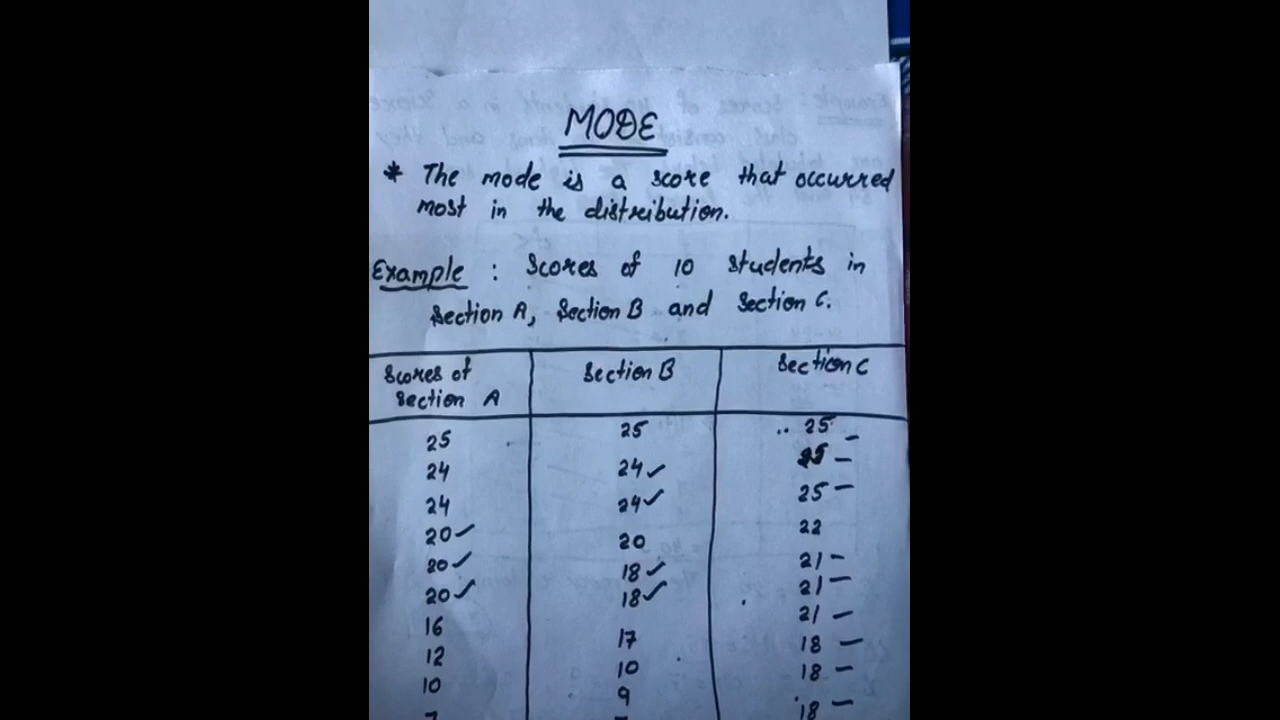 MODE
* The mode is a score that occurred
most in the distribution.
Example : Scores of 10 students in
Section A, Section B and Section C.
Scores of Section B Section C
Section A
25 25 25
24 24 ✓ 25
24 24 ✓ 25
20 ✓ 20 22
20 ✓ 18 ✓ 21
20 ✓ 18 ✓ 21
16 17 21
12 10 18
10 9 18
18